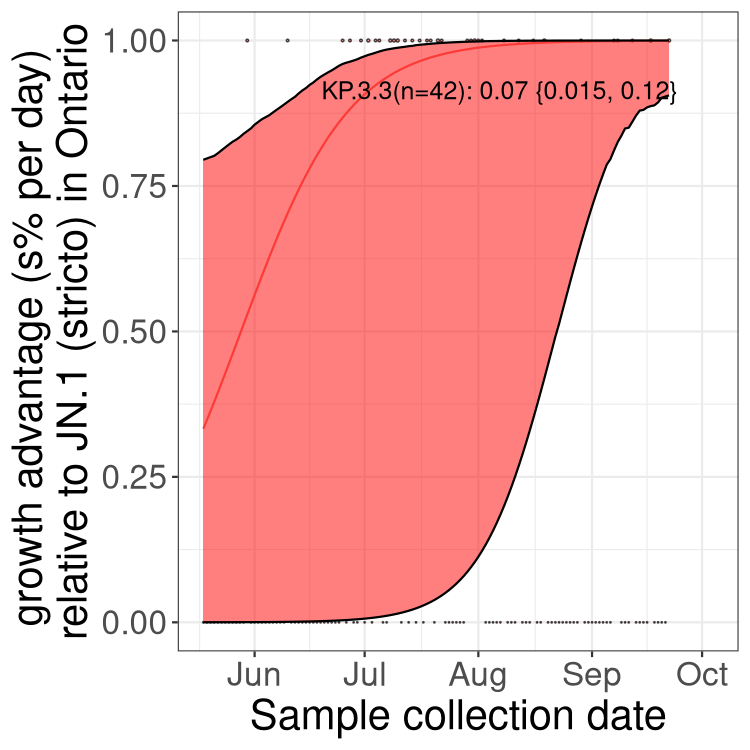 growth advantage (s% per day)
relative to JN.1 (stricto) in Ontario
1.00
0.75
0.50
0.25
0.00
KP.3.3(n=42): 0.07 {0.015, 0.12}
Jun Jul Aug Sep Oct
Sample collection date